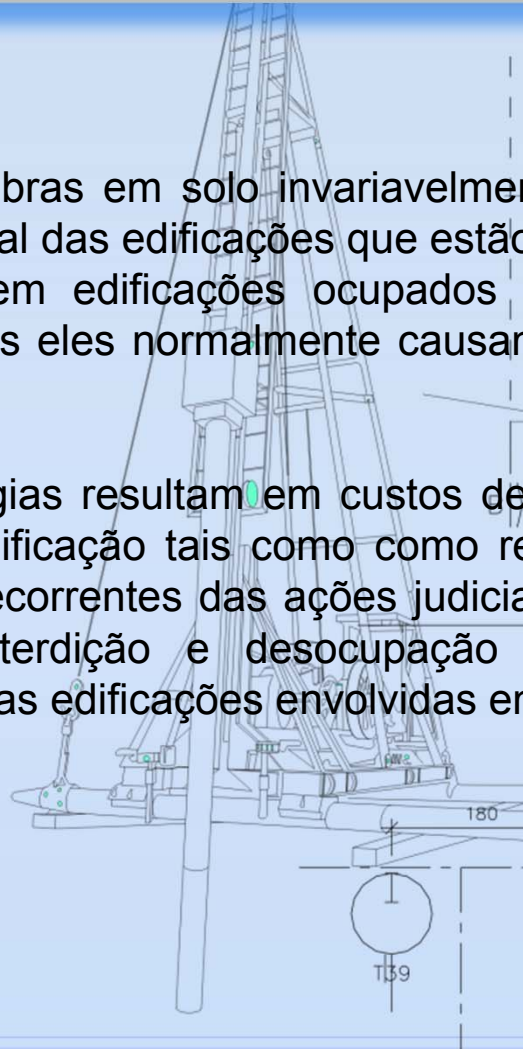 bras em solo invariavelmen
al das edificações que estão
em edificações ocupados
s eles normalmente causan
gias resultam em custos de
ificação tais como como re
ecorrentes das ações judicia
terdição e desocupação
as edificações envolvidas en
180
T39